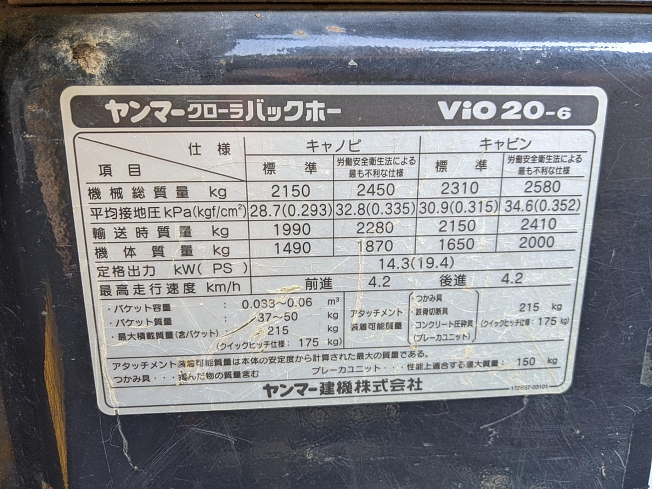 ヤンマークローラバックホー ViO20-6
仕様 キャノピ キャビン
項目 標準 労働安全衛生法による最も不利な仕様 標準 労働安全衛生法による最も不利な仕様
機械総質量 kg 2150 2450 2310 2580
平均接地圧kPa(kgf/cm²) 28.7(0.293) 32.8(0.335) 30.9(0.315) 34.6(0.352)
輸送時質量 kg 1990 2280 2150 2410
機体質量 kg 1490 1870 1650 2000
定格出力 kW(PS) 14.3(19.4)
最高走行速度 km/h 前進 4.2 後進 4.2
・バケット容量 : 0.033~0.06 m³
・バケット質量 : 37~50 kg
・最大積載質量(含バケット) : 215 kg
(クイックヒッチ仕様: 175 kg)
アタッチメント装着可能質量
・つかみ具
・鉄骨切断具
・コンクリート圧砕具
(ブレーカユニット)
215 kg
(クイックヒッチ仕様: 175 kg)
アタッチメント装着可能質量は本体の安定度から計算された最大の質量である。
つかみ具・・・掴んだ物の質量含む ブレーカユニット・・・性能上適合する最大質量: 150 kg
ヤンマー建機株式会社